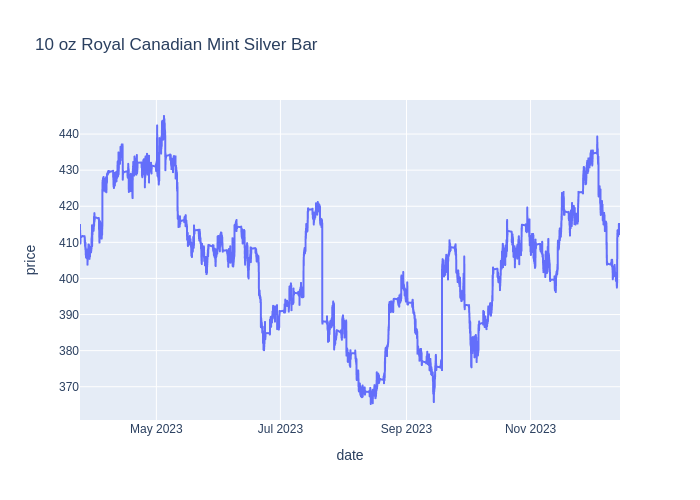 10 oz Royal Canadian Mint Silver Bar
440
430
420
410
400
390
380
370
price
May 2023
Jul 2023
Sep 2023
Nov 2023
date